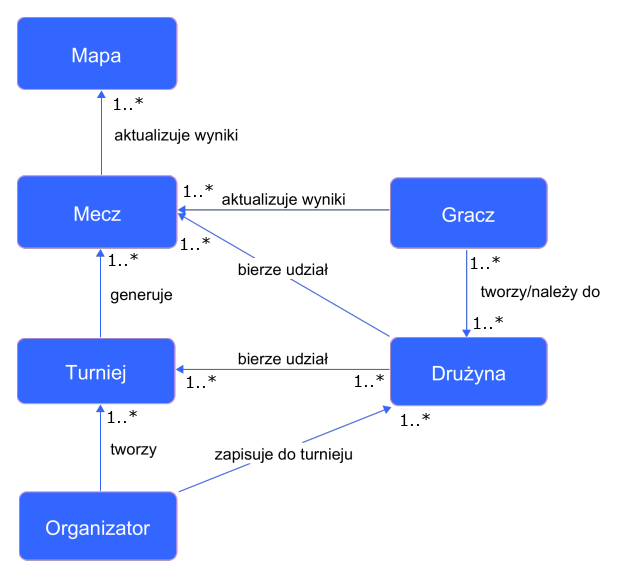 Mapa
1..*
aktualizuje wyniki
Mecz
1..*
aktualizuje wyniki
Gracz
1..*
1..*
generuje
bierze udział
1..*
tworzy/należy do
1..*
Turniej
bierze udział
1..*
1..*
Drużyna
1..*
tworzy
zapisuje do turnieju
1..*
Organizator